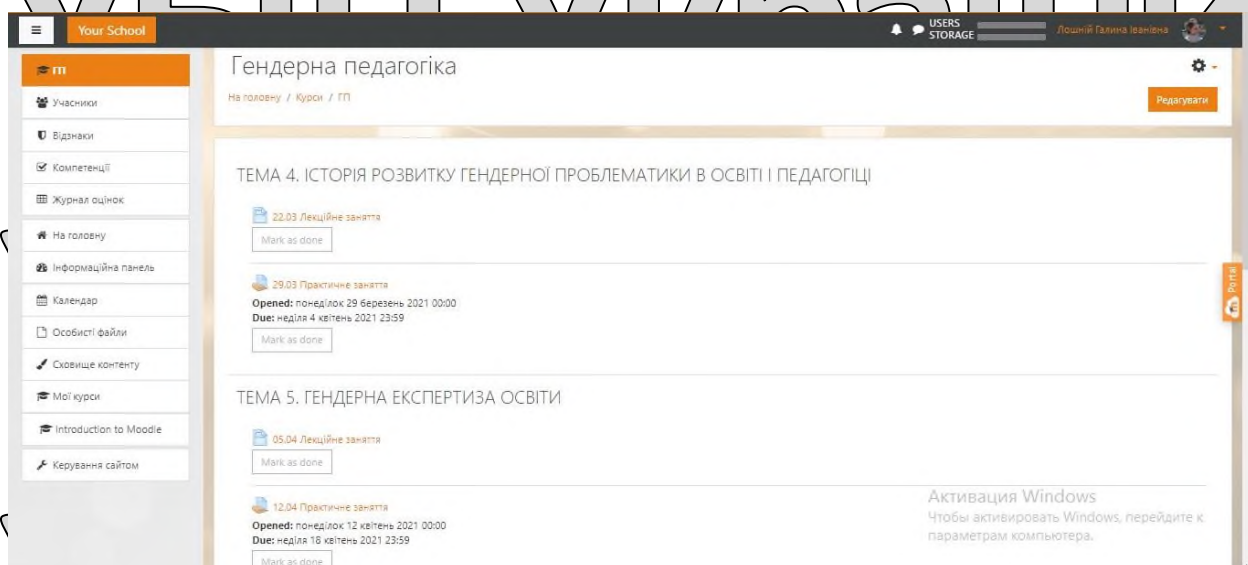 Your School
USERS
STORAGE
Лошній Галина Іванівна
ГП
Учасники
Відзнаки
Компетенції
Журнал оцінок
На головну
Інформаційна панель
Календар
Особисті файли
Сховище контенту
Мої курси
Introduction to Moodle
Керування сайтом
Гендерна педагогіка
На головну / Курси / ГП
Редагувати
ТЕМА 4. ІСТОРІЯ РОЗВИТКУ ГЕНДЕРНОЇ ПРОБЛЕМАТИКИ В ОСВІТІ І ПЕДАГОГІЦІ
22.03 Лекційне заняття
Mark as done
29.03 Практичне заняття
Opened: понеділок 29 березень 2021 00:00
Due: неділя 4 квітень 2021 23:59
Mark as done
ТЕМА 5. ГЕНДЕРНА ЕКСПЕРТИЗА ОСВІТИ
05.04 Лекційне заняття
Mark as done
12.04 Практичне заняття
Opened: понеділок 12 квітень 2021 00:00
Due: неділя 18 квітень 2021 23:59
Mark as done
Portal
Активация Windows
Чтобы активировать Windows, перейдите к
параметрам компьютера.